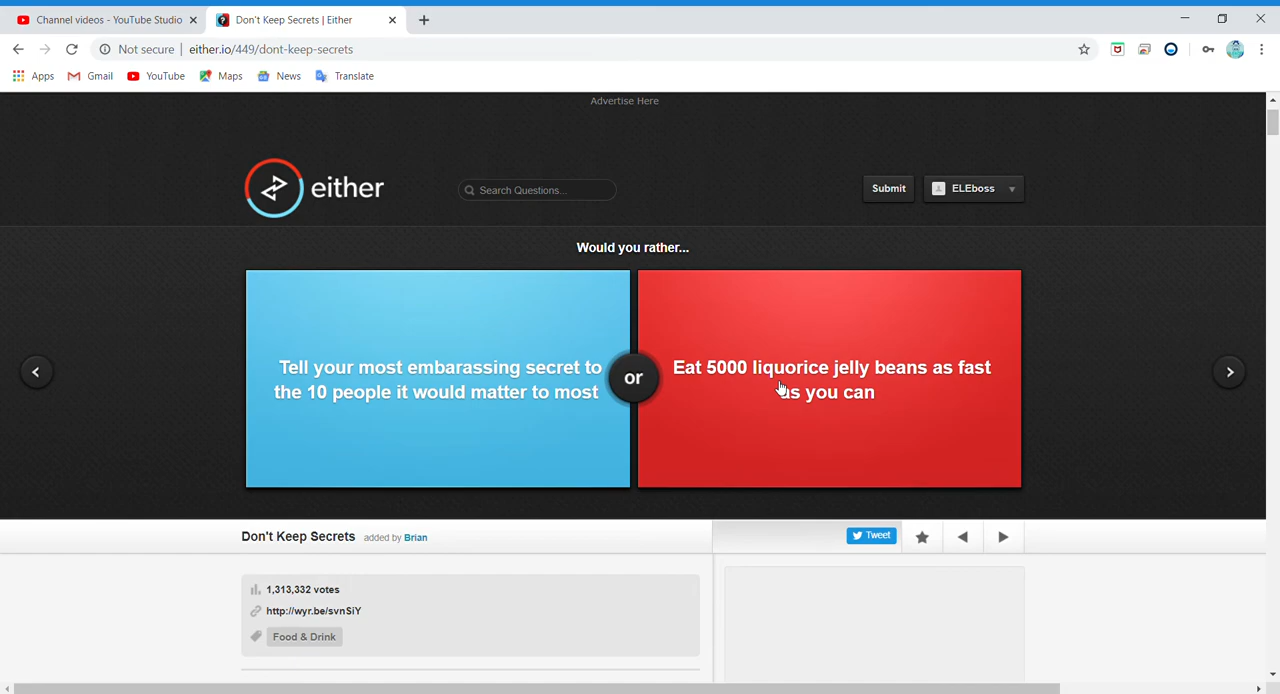 Channel videos - YouTube Studio
Don't Keep Secrets | Either
Not secure | either.io/449/dont-keep-secrets
Apps Gmail YouTube Maps News Translate
Advertise Here
either
Search Questions...
Submit
ELEboss
Would you rather...
Tell your most embarassing secret to
the 10 people it would matter to most
or
Eat 5000 liquorice jelly beans as fast
as you can
Don't Keep Secrets added by Brian
Tweet
1,313,332 votes
http://wyr.be/svnSiY
Food & Drink